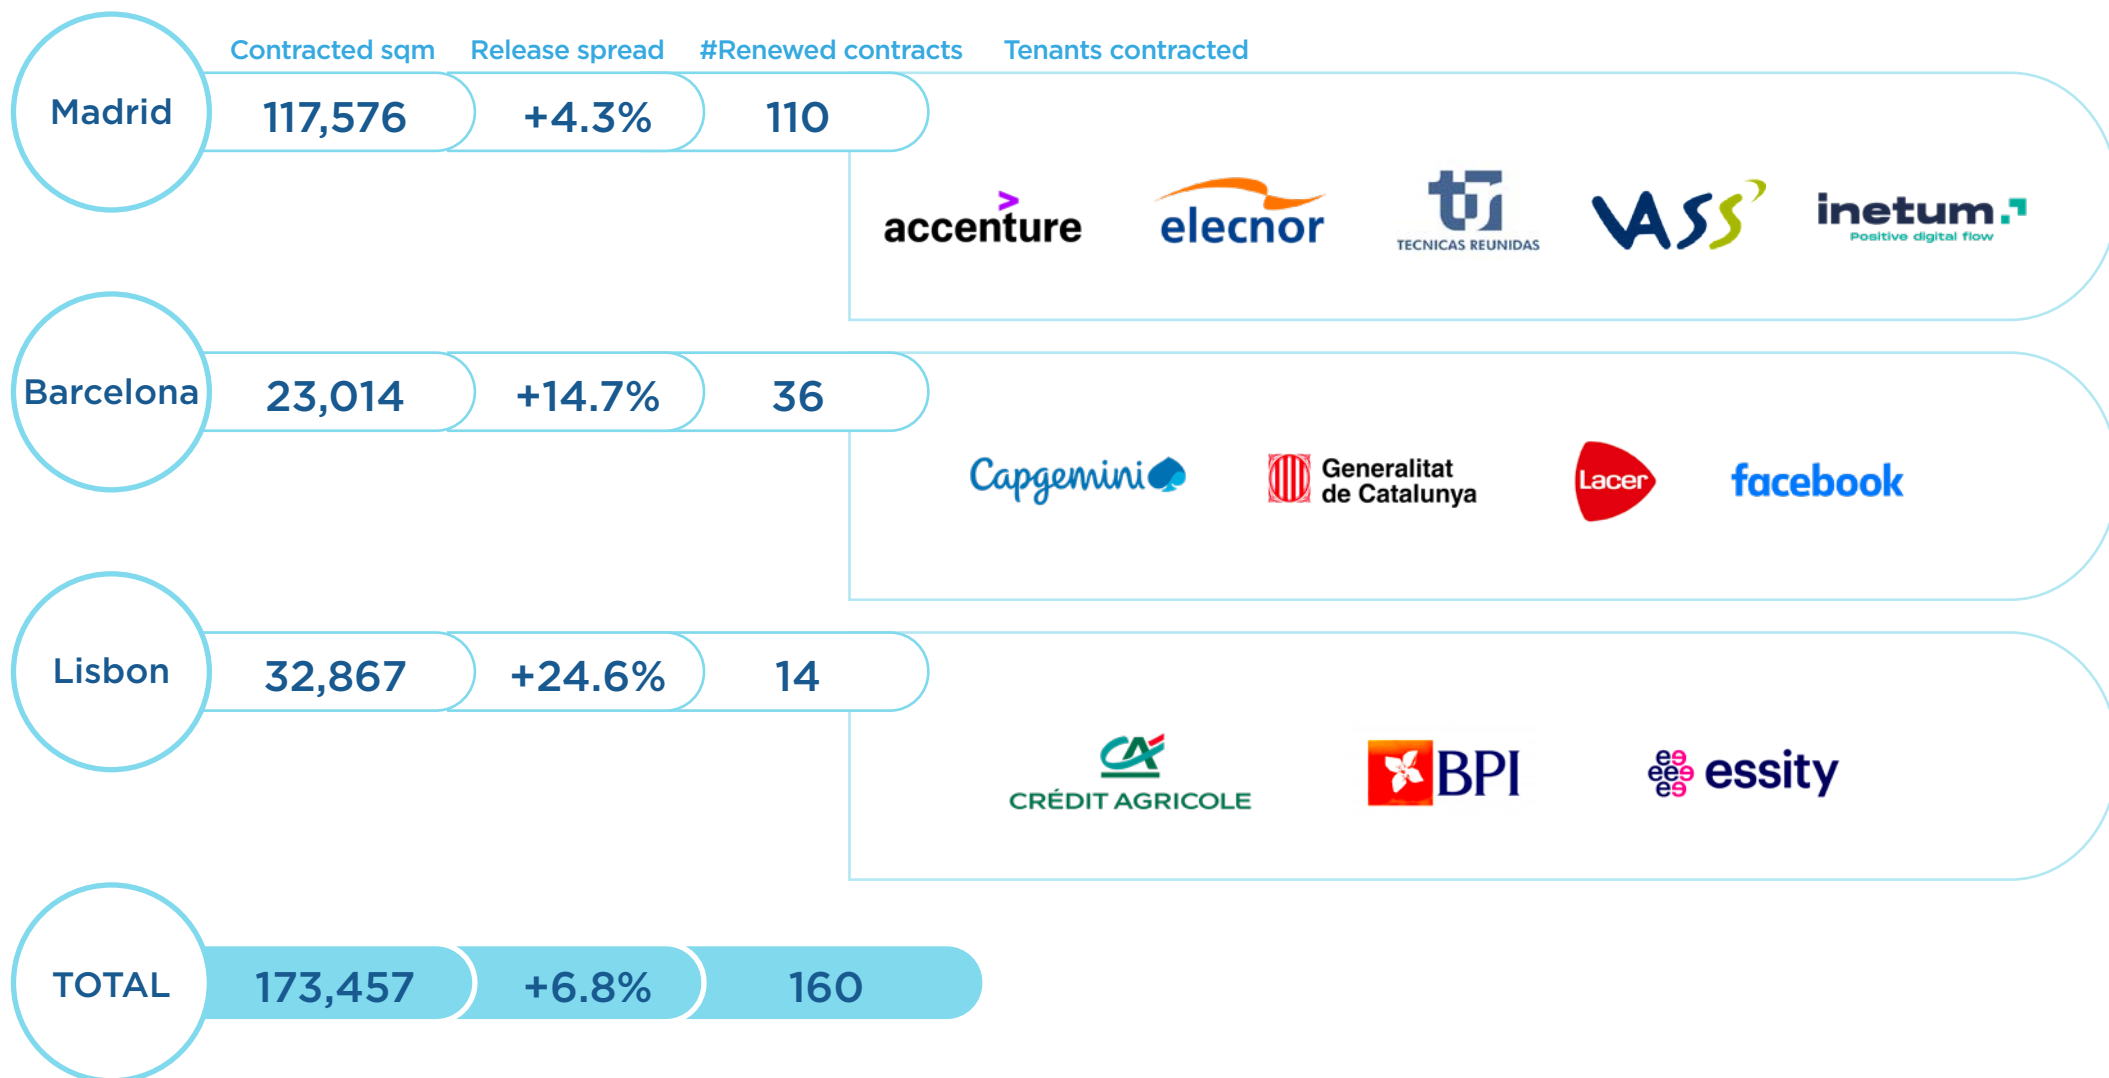 Contracted sqm Release spread #Renewed contracts Tenants contracted
Madrid 117,576 +4.3% 110
accenture elecnor TECNICAS REUNIDAS VASS inetum.
Positive digital flow
Barcelona 23,014 +14.7% 36
Capgemini Generalitat de Catalunya Lacer facebook
Lisbon 32,867 +24.6% 14
CRÉDIT AGRICOLE BPI essity
TOTAL 173,457 +6.8% 160